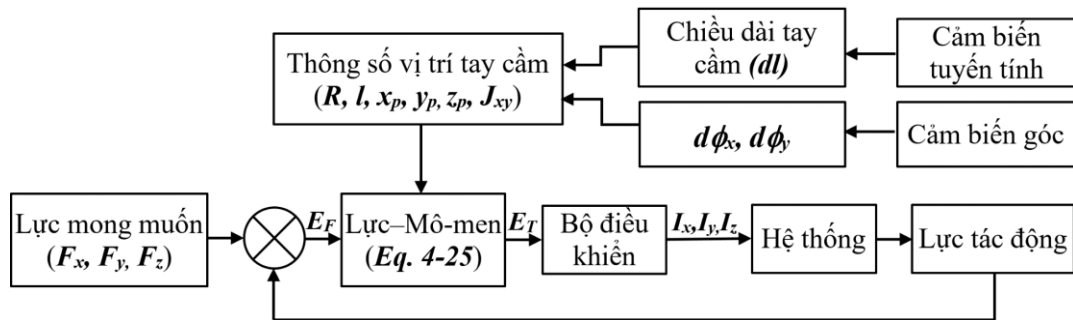 Thông số vị trí tay cầm
(R, l, xp, yp, zp, Jxy)
Chiều dài tay
cầm (dl)
Cảm biến
tuyến tính
dϕx, dϕy
Cảm biến góc
Lực mong muốn
(Fx, Fy, Fz)
EF
Lực–Mô-men
(Eq. 4-25)
ET
Bộ điều
khiển
Ix,Iy,Iz
Hệ thống
Lực tác động